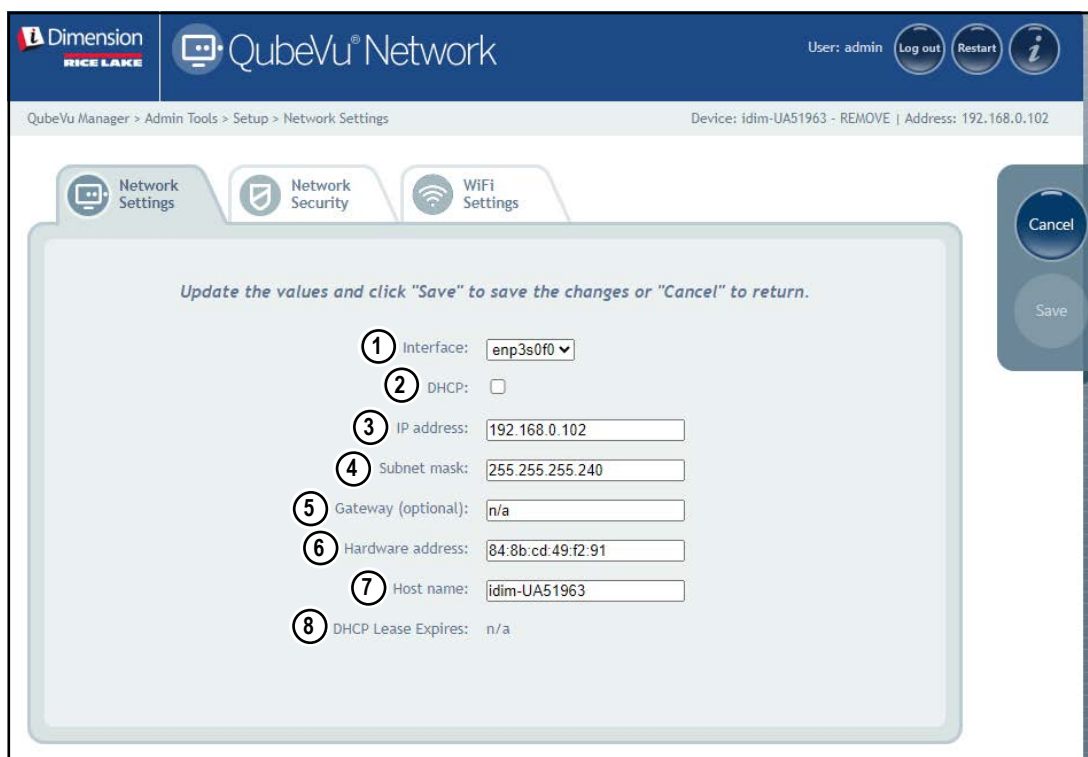 i Dimension
RICE LAKE
QubeVu® Network
User: admin
Log out
Restart
i
QubeVu Manager > Admin Tools > Setup > Network Settings
Device: idim-UA51963 - REMOVE | Address: 192.168.0.102
Network
Settings
Network
Security
WiFi
Settings
Cancel
Save
Update the values and click "Save" to save the changes or "Cancel" to return.
1 Interface: enp3s0f0
2 DHCP:
3 IP address: 192.168.0.102
4 Subnet mask: 255.255.255.240
5 Gateway (optional): n/a
6 Hardware address: 84:8b:cd:49:f2:91
7 Host name: idim-UA51963
8 DHCP Lease Expires: n/a